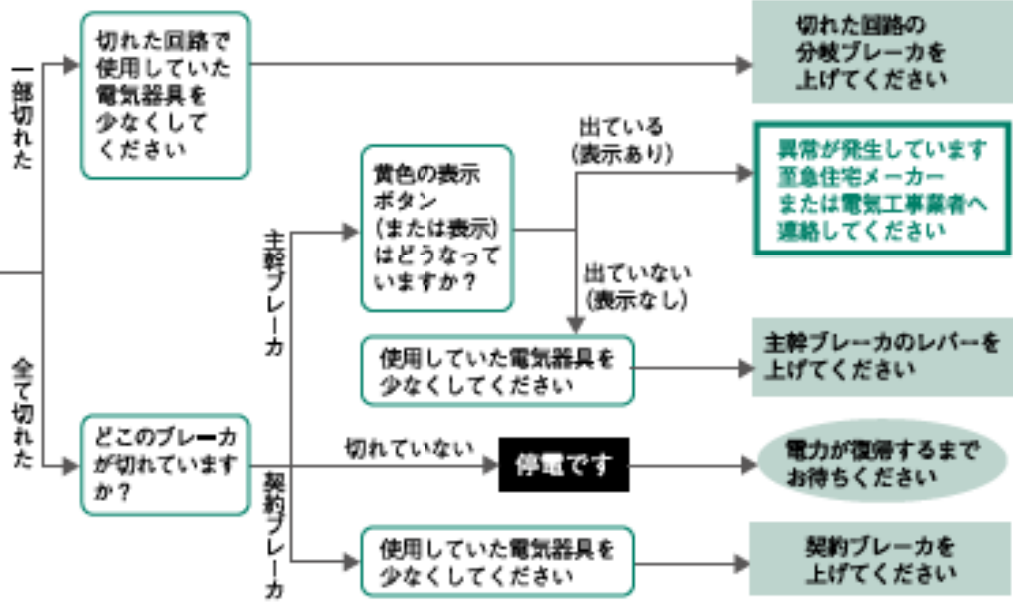 一部切れた
切れた回路で
使用していた
電気器具を
少なくして
ください
切れた回路の
分岐ブレーカを
上げてください
全て切れた
どこのブレーカ
が切れています
か？
主幹ブレーカ
黄色の表示
ボタン
(または表示)
はどうなって
いますか？
出ている
(表示あり)
異常が発生しています
至急住宅メーカー
または電気工事業者へ
連絡してください
出ていない
(表示なし)
使用していた電気器具を
少なくしてください
主幹ブレーカのレバーを
上げてください
切れていない
停電です
電力が復帰するまで
お待ちください
契約ブレーカ
使用していた電気器具を
少なくしてください
契約ブレーカを
上げてください